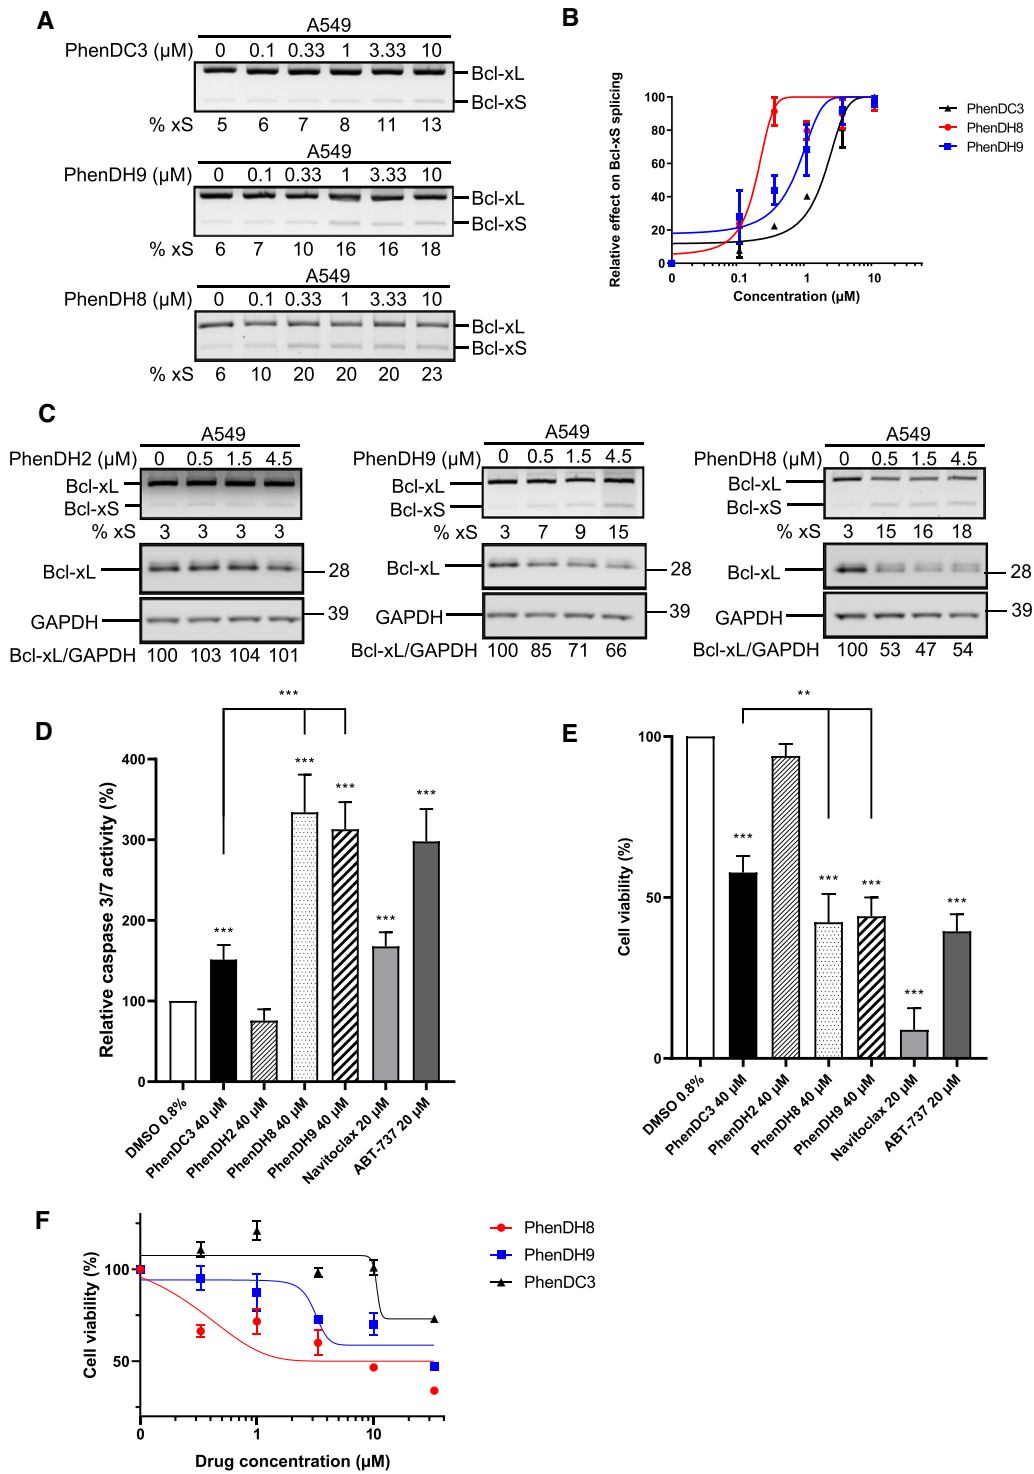 A
A549
PhenDC3 (µM) 0 0.1 0.33 1 3.33 10
Bcl-xL
Bcl-xS
% xS 5 6 7 8 11 13
A549
PhenDH9 (µM) 0 0.1 0.33 1 3.33 10
Bcl-xL
Bcl-xS
% xS 6 7 10 16 16 18
A549
PhenDH8 (µM) 0 0.1 0.33 1 3.33 10
Bcl-xL
Bcl-xS
% xS 6 10 20 20 20 23
B
Relative effect on Bcl-xS splicing
100
80
60
40
20
0
0 0.1 1 10
Concentration (µM)
PhenDC3
PhenDH8
PhenDH9
C
A549
PhenDH2 (µM) 0 0.5 1.5 4.5
Bcl-xL
Bcl-xS
% xS 3 3 3 3
Bcl-xL 28
GAPDH 39
Bcl-xL/GAPDH 100 103 104 101
A549
PhenDH9 (µM) 0 0.5 1.5 4.5
Bcl-xL
Bcl-xS
% xS 3 7 9 15
Bcl-xL 28
GAPDH 39
Bcl-xL/GAPDH 100 85 71 66
A549
PhenDH8 (µM) 0 0.5 1.5 4.5
Bcl-xL
Bcl-xS
% xS 3 15 16 18
Bcl-xL 28
GAPDH 39
Bcl-xL/GAPDH 100 53 47 54
D
Relative caspase 3/7 activity (%)
400
300
200
100
0
***
*** *** *** *** ***
DMSO 0.8%
PhenDC3 40 µM
PhenDH2 40 µM
PhenDH8 40 µM
PhenDH9 40 µM
Navitoclax 20 µM
ABT-737 20 µM
E
Cell viability (%)
100
50
0
**
*** *** *** *** ***
DMSO 0.8%
PhenDC3 40 µM
PhenDH2 40 µM
PhenDH8 40 µM
PhenDH9 40 µM
Navitoclax 20 µM
ABT-737 20 µM
F
Cell viability (%)
100
50
0 1 10
Drug concentration (µM)
PhenDH8
PhenDH9
PhenDC3